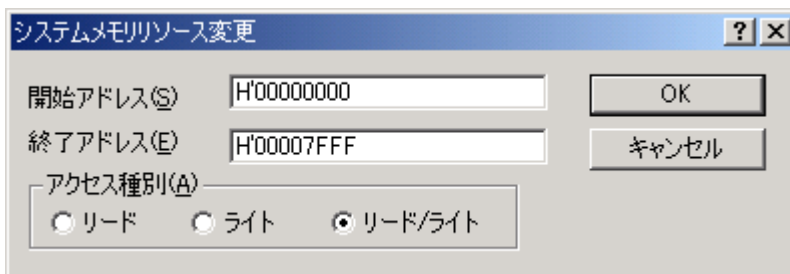 システムメモリリソース変更
開始アドレス(S) H'00000000 OK
終了アドレス(E) H'00007FFF キャンセル
アクセス種別(A)
リード ライト リード/ライト